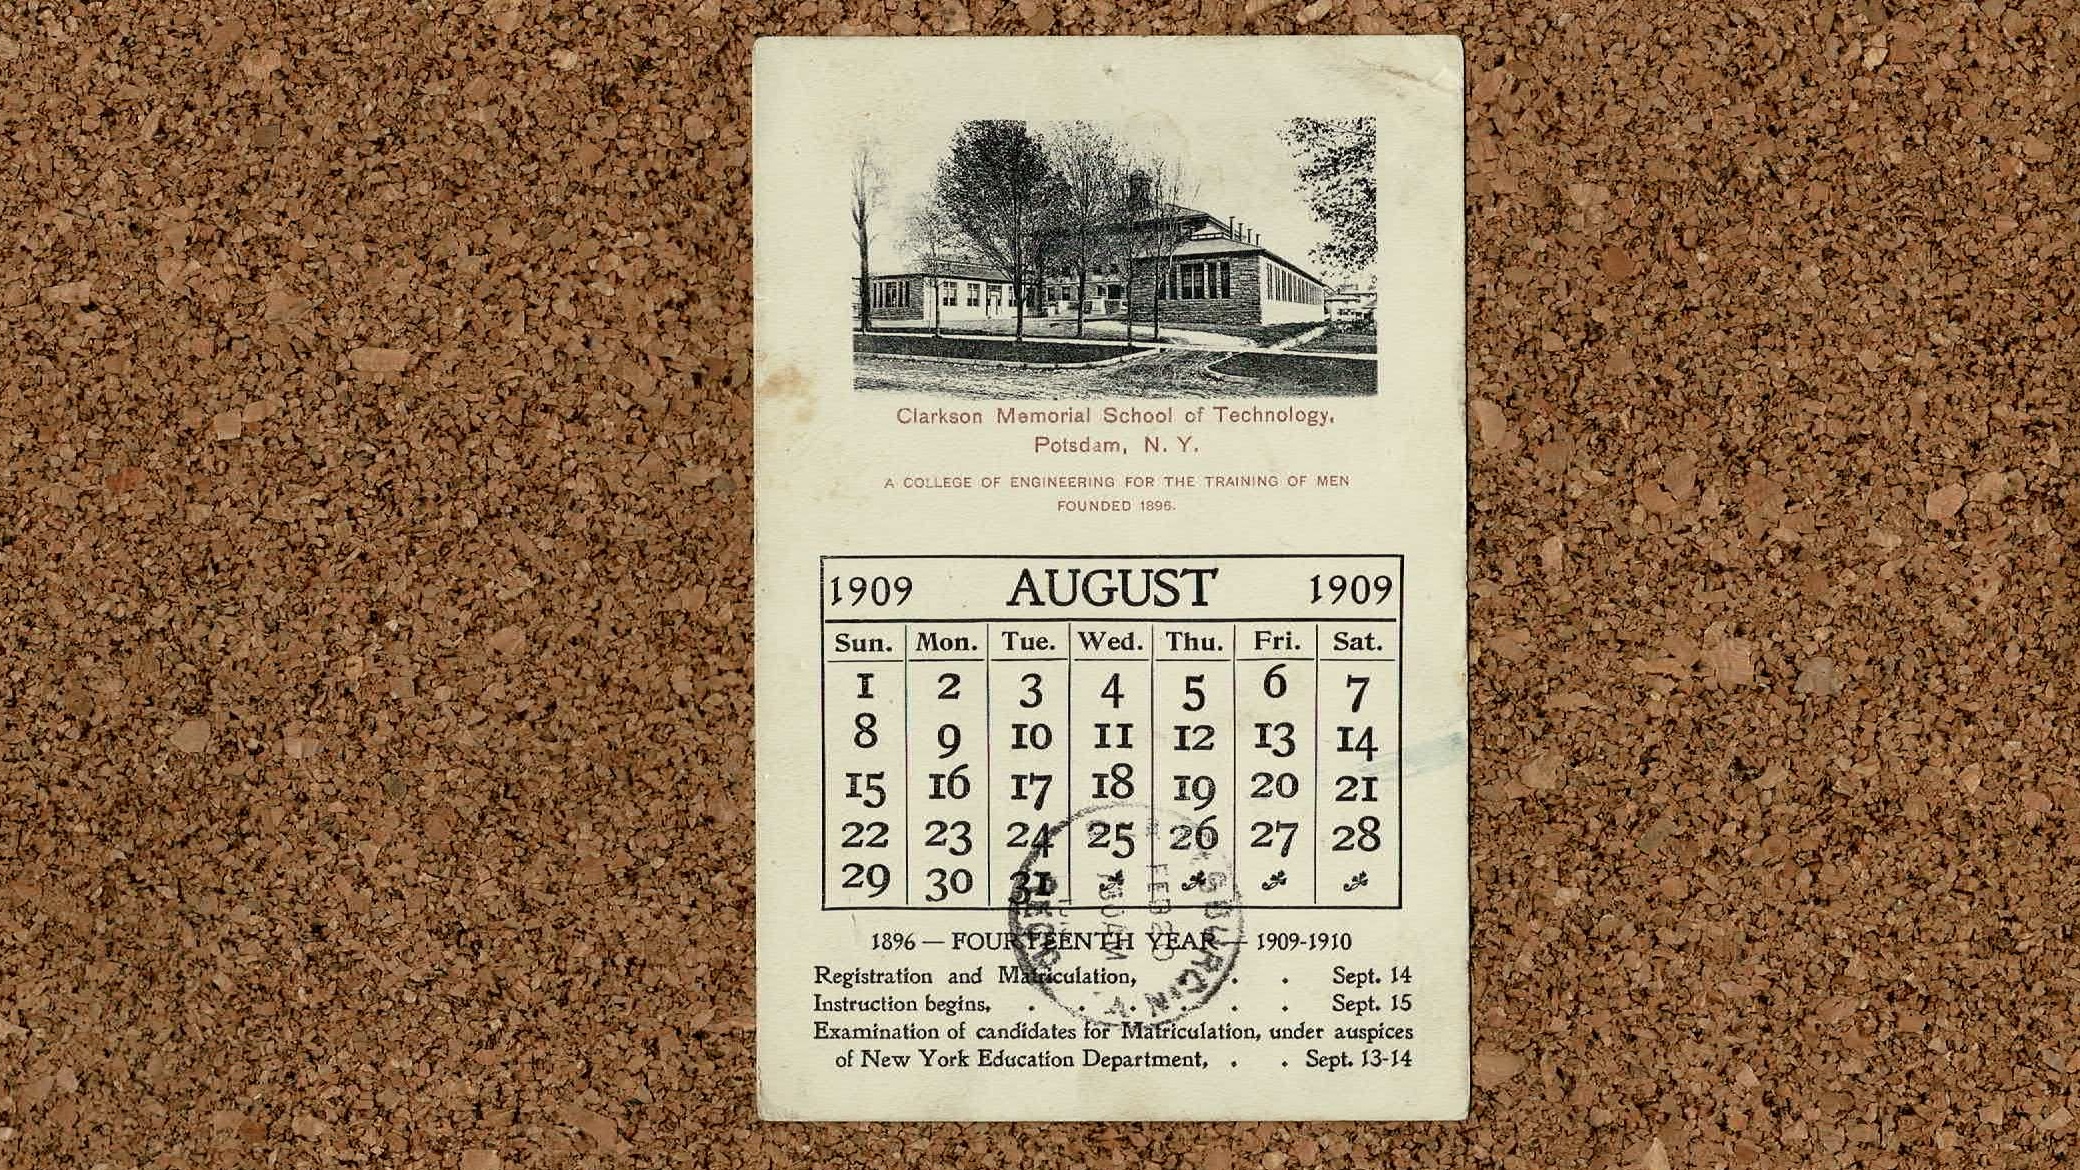 Clarkson Memorial School of Technology,
Potsdam, N. Y.
A COLLEGE OF ENGINEERING FOR THE TRAINING OF MEN
FOUNDED 1896.
1909 AUGUST 1909
Sun. Mon. Tue. Wed. Thu. Fri. Sat.
1 2 3 4 5 6 7
8 9 10 11 12 13 14
15 16 17 18 19 20 21
22 23 24 25 26 27 28
29 30 31
1896 — FOURTEENTH YEAR — 1909-1910
Registration and Matriculation, . . Sept. 14
Instruction begins, . . . . . Sept. 15
Examination of candidates for Matriculation, under auspices
of New York Education Department, . . Sept. 13-14
FEB 20